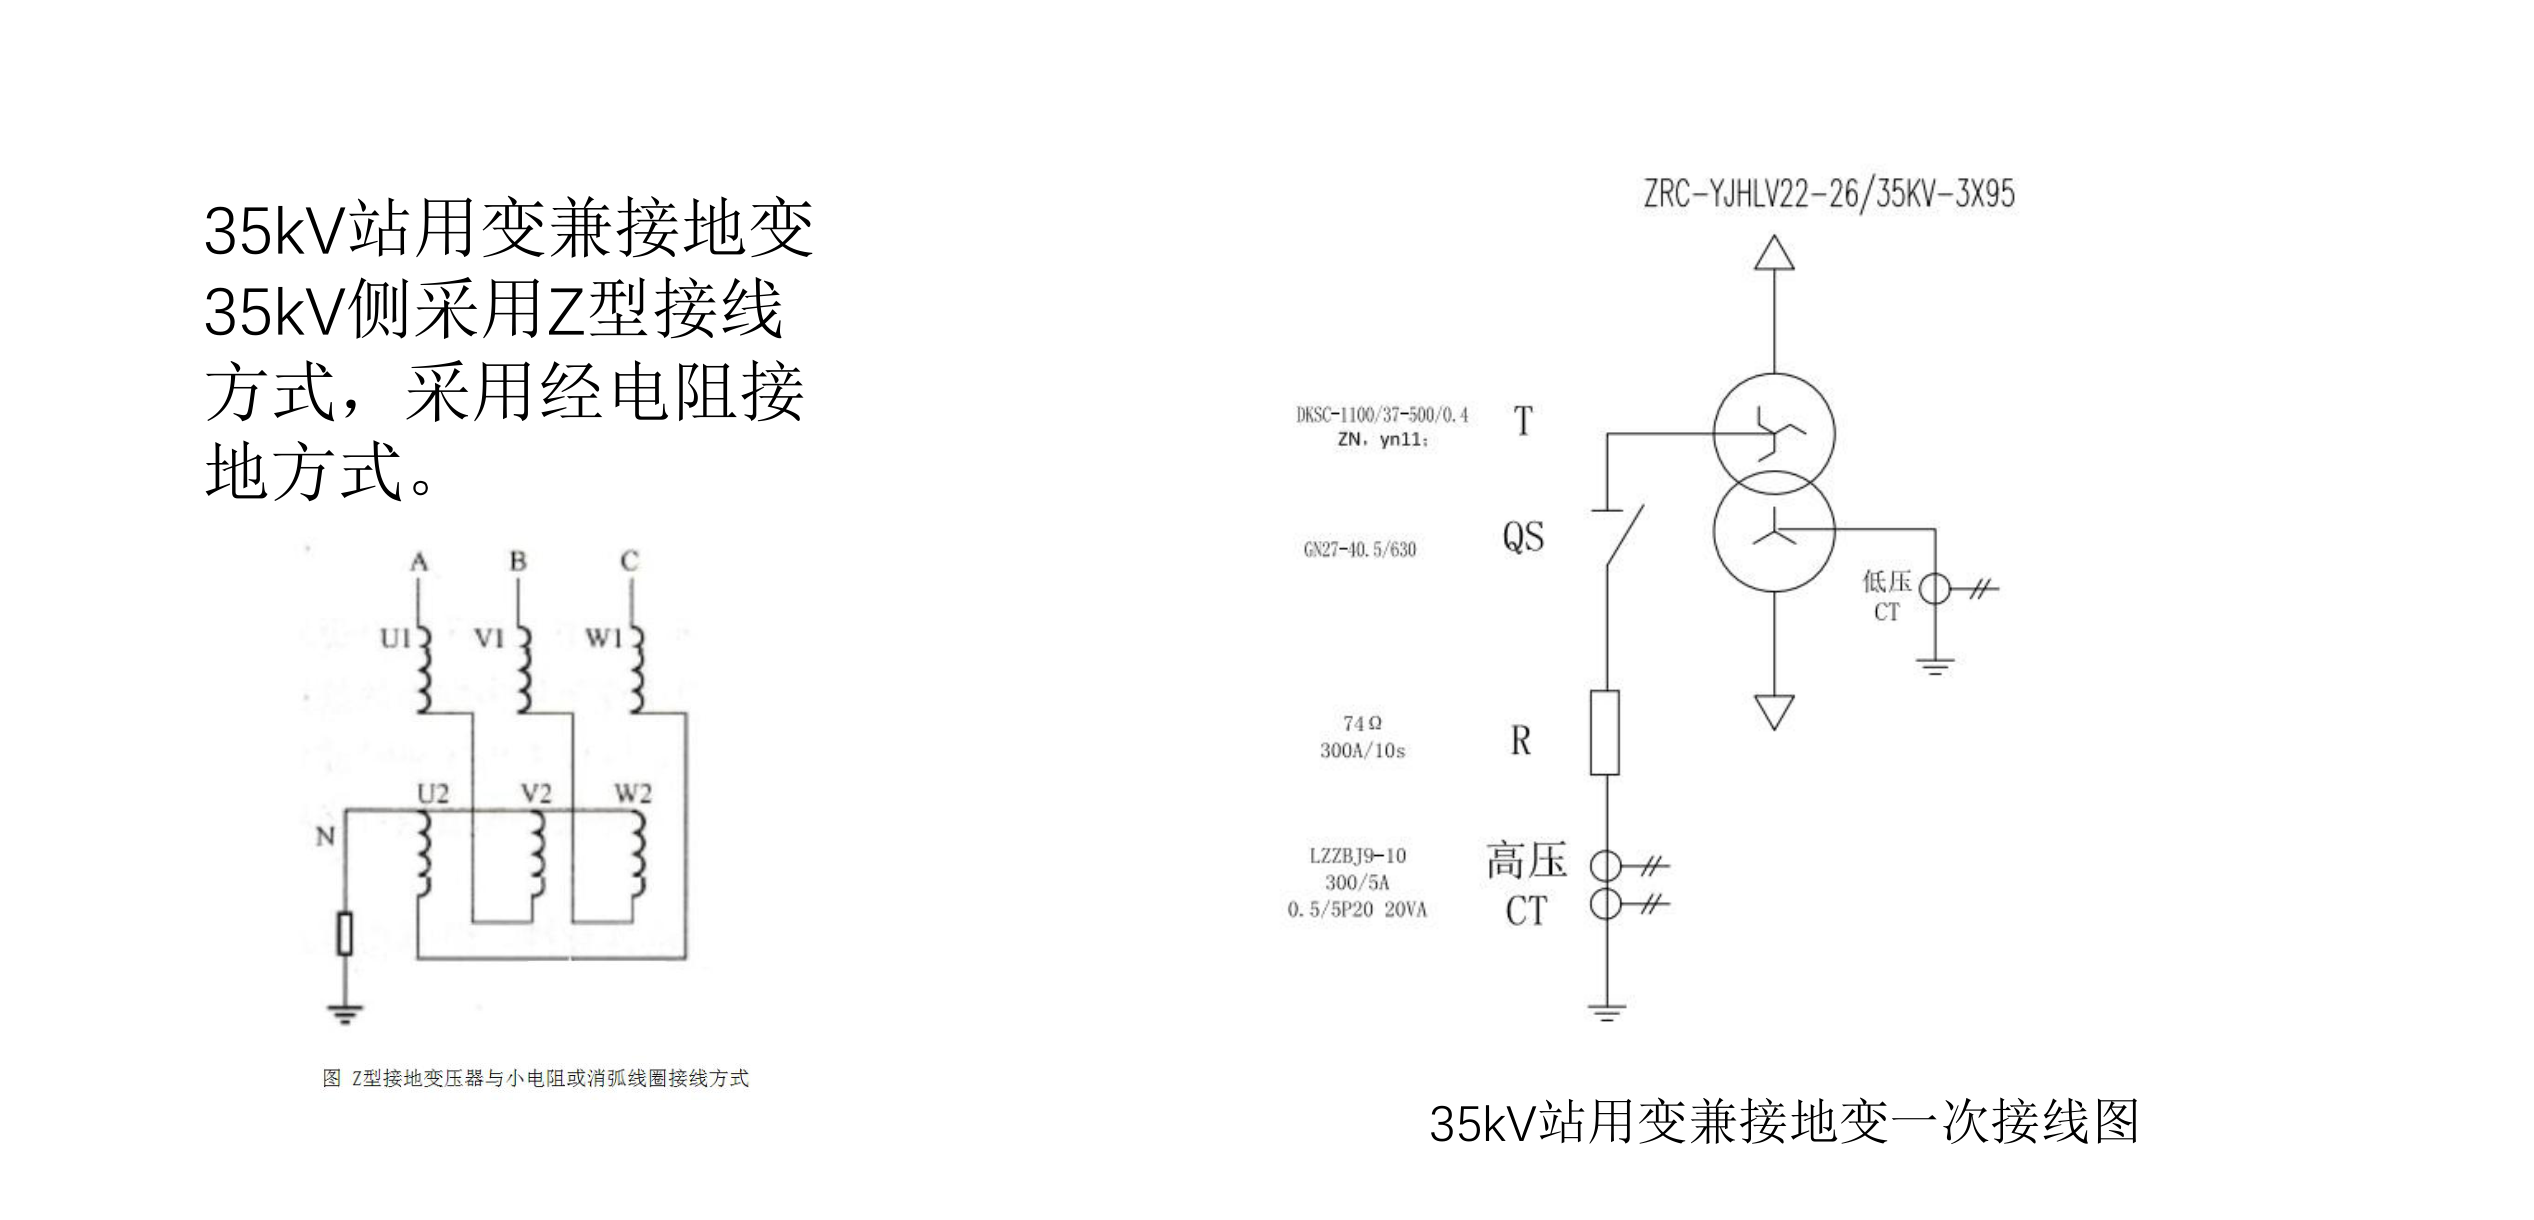 35kV站用变兼接地变
35kV侧采用Z型接线
方式，采用经电阻接
地方式。
A B C
U1 V1 W1
U2 V2 W2
N
图 Z型接地变压器与小电阻或消弧线圈接线方式
ZRC-YJHLV22-26/35KV-3X95
DKSC-1100/37-500/0.4 T
ZN，yn11；
GN27-40.5/630 QS
低压
CT
74Ω
300A/10s R
LZZBJ9-10
300/5A
0.5/5P20 20VA
高压
CT
35kV站用变兼接地变一次接线图